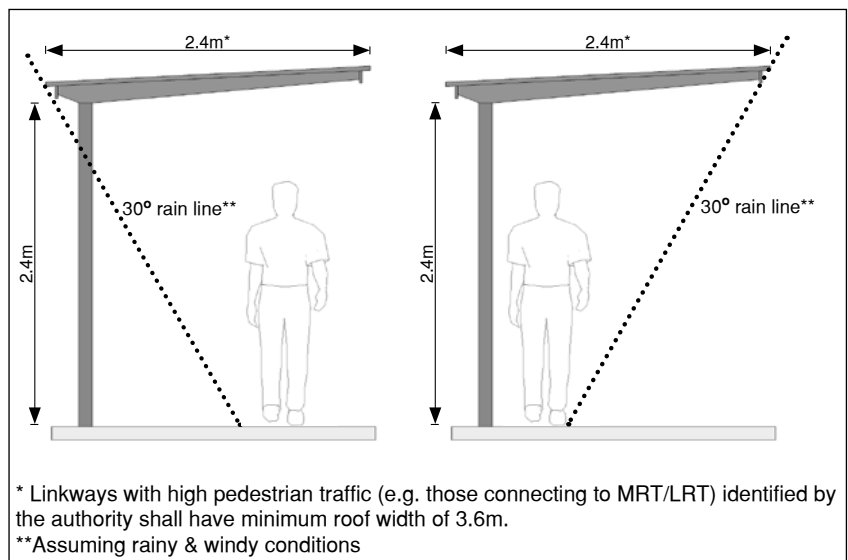 2.4m*
2.4m
30º rain line**
2.4m*
2.4m
30º rain line**
* Linkways with high pedestrian traffic (e.g. those connecting to MRT/LRT) identified by
the authority shall have minimum roof width of 3.6m.
**Assuming rainy & windy conditions